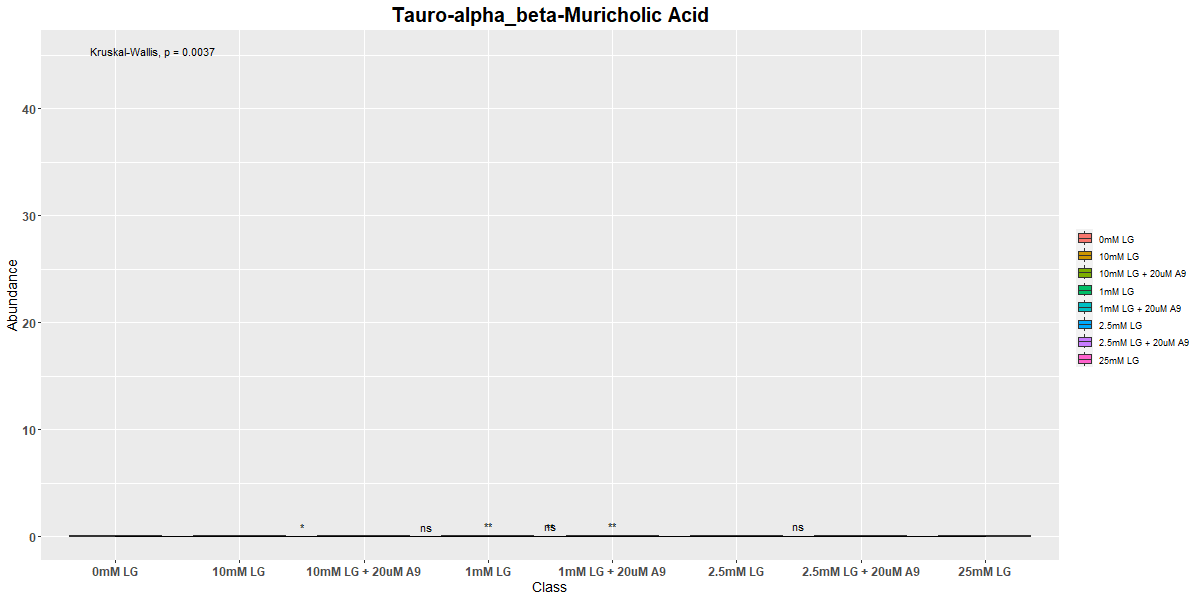 Tauro-alpha_beta-Muricholic Acid
Kruskal-Wallis, p = 0.0037
Abundance
40
30
20
10
0
* ns ** ns ** ** ns
0mM LG 10mM LG 10mM LG + 20uM A9 1mM LG 1mM LG + 20uM A9 2.5mM LG 2.5mM LG + 20uM A9 25mM LG
Class
0mM LG
10mM LG
10mM LG + 20uM A9
1mM LG
1mM LG + 20uM A9
2.5mM LG
2.5mM LG + 20uM A9
25mM LG